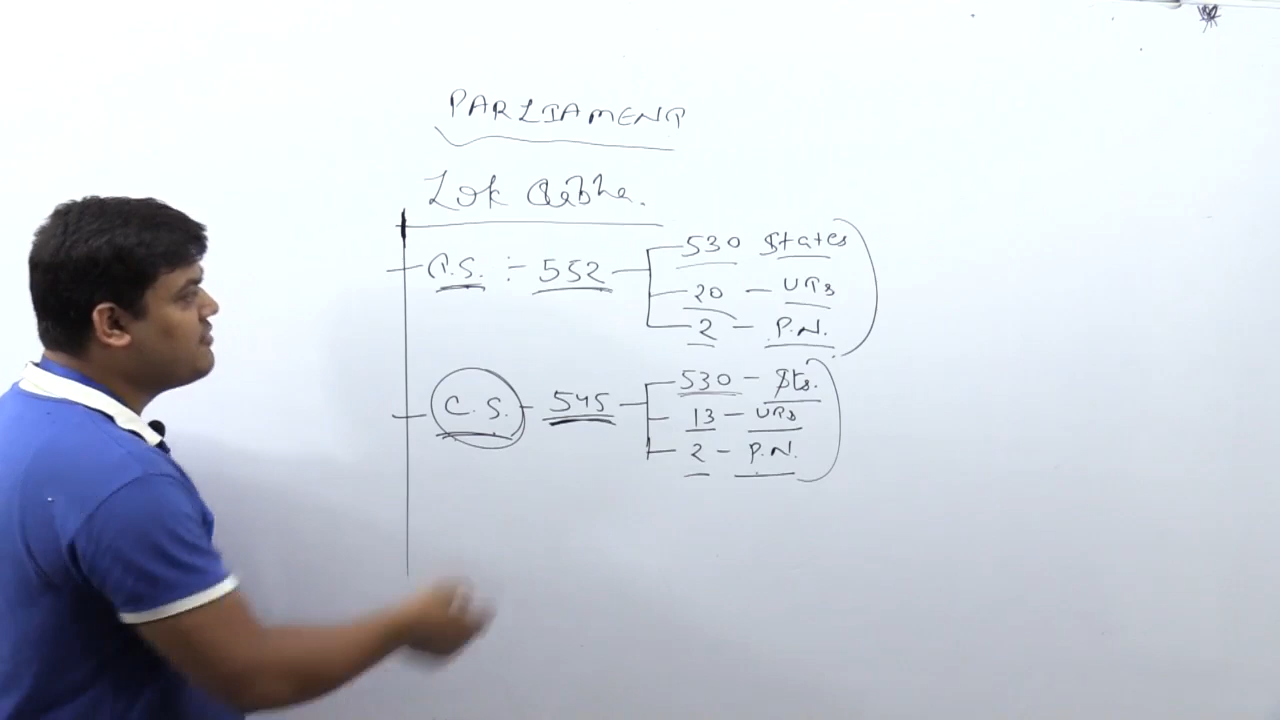 PARLIAMENT
Lok Sabha.
T.S. :- 552
530 States
20 - UTs
2 - P.N.
C.S. - 545
530 - Sts.
13 - UTs
2 - P.N.